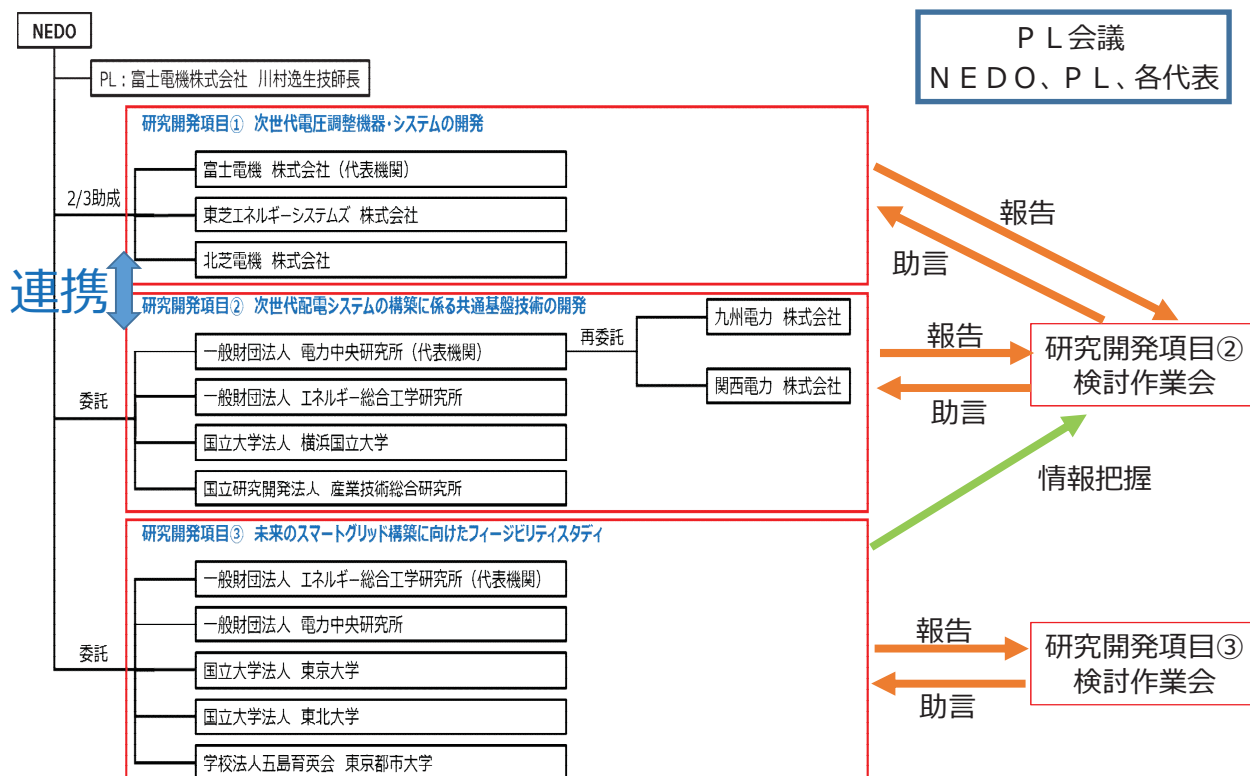 NEDO
PL：富士電機株式会社 川村逸生技師長
ＰＬ会議
ＮＥＤＯ、ＰＬ、各代表
研究開発項目① 次世代電圧調整機器・システムの開発
2/3助成
富士電機 株式会社（代表機関）
東芝エネルギーシステムズ 株式会社
北芝電機 株式会社
報告
助言
連携
研究開発項目② 次世代配電システムの構築に係る共通基盤技術の開発
委託
一般財団法人 電力中央研究所（代表機関）
再委託
九州電力 株式会社
関西電力 株式会社
一般財団法人 エネルギー総合工学研究所
国立大学法人 横浜国立大学
国立研究開発法人 産業技術総合研究所
報告
助言
研究開発項目②
検討作業会
情報把握
研究開発項目③ 未来のスマートグリッド構築に向けたフィージビリティスタディ
委託
一般財団法人 エネルギー総合工学研究所（代表機関）
一般財団法人 電力中央研究所
国立大学法人 東京大学
国立大学法人 東北大学
学校法人五島育英会 東京都市大学
報告
助言
研究開発項目③
検討作業会